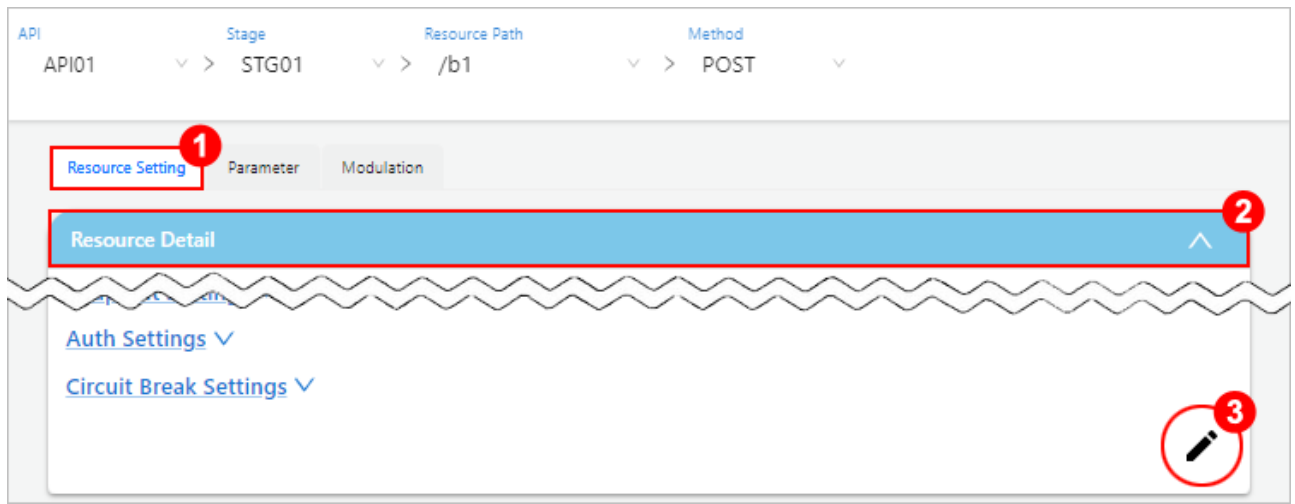 API Stage Resource Path Method
API01 > STG01 > /b1 > POST
1
Resource Setting Parameter Modulation
2
Resource Detail
Auth Settings
Circuit Break Settings
3